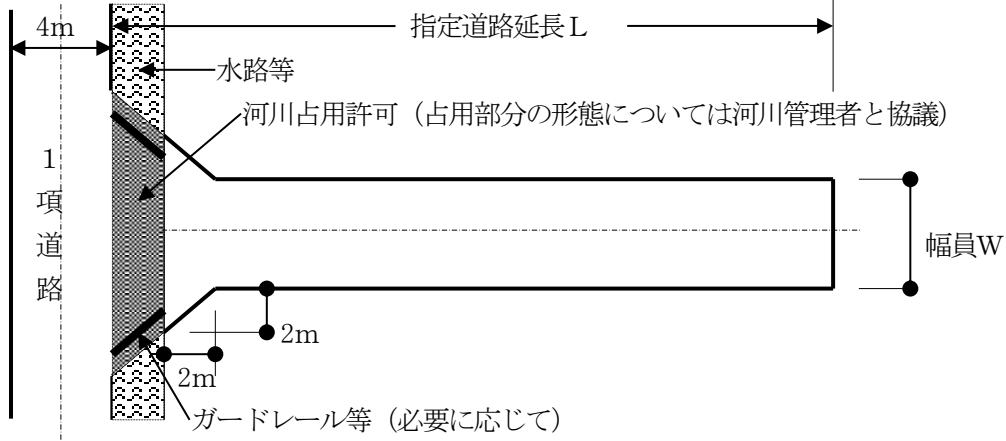 4m
指定道路延長L
水路等
河川占用許可（占用部分の形態については河川管理者と協議）
1項道路
幅員W
2m
2m
ガードレール等（必要に応じて）